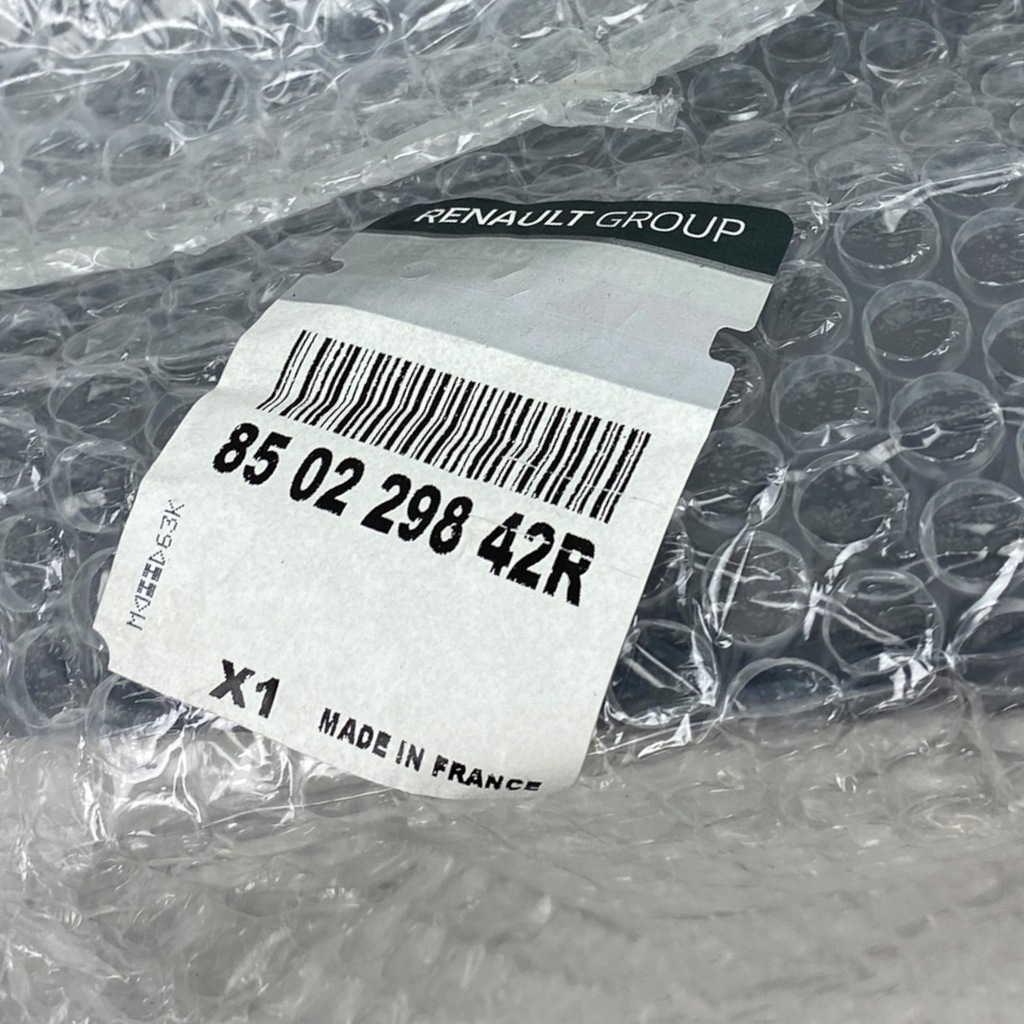 RENAULT GROUP
85 02 298 42R
X1
MADE IN FRANCE